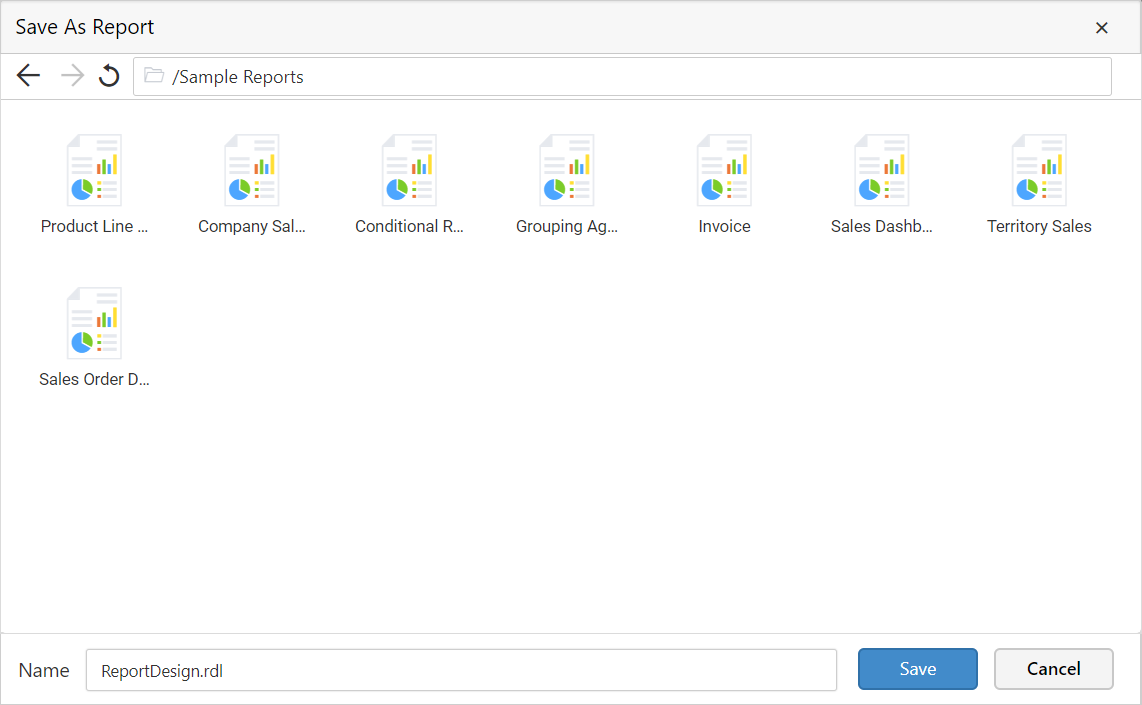 Save As Report
/Sample Reports
Product Line ...
Company Sal...
Conditional R...
Grouping Ag...
Invoice
Sales Dashb...
Territory Sales
Sales Order D...
Name
ReportDesign.rdl
Save
Cancel